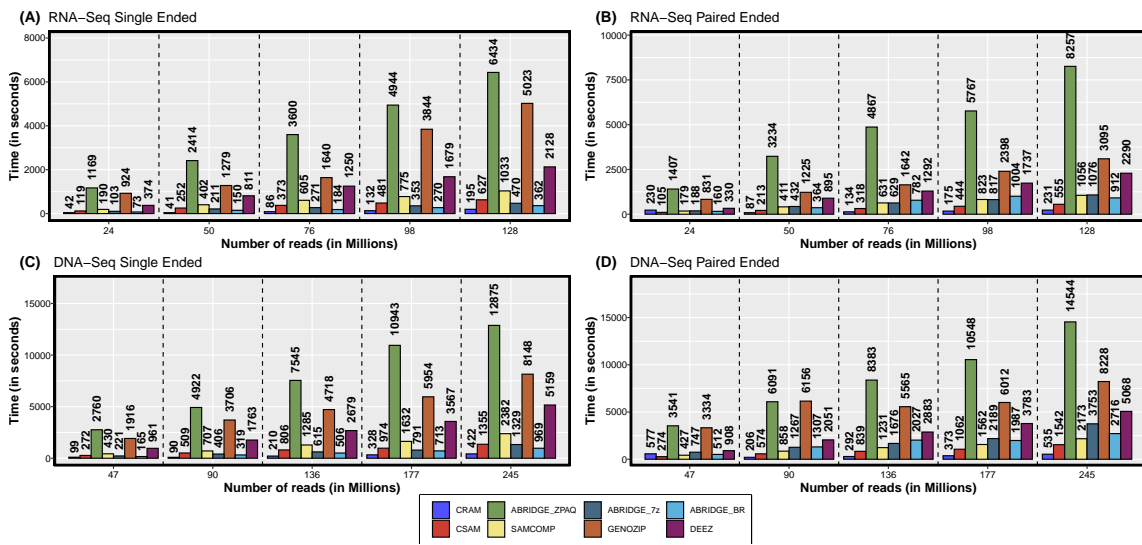 (A) RNA−Seq Single Ended
Time (in seconds)
8000
6000
4000
2000
0
42 119 1169 190 103 924 73 374
41 252 2414 402 211 1279 150 811
86 373 3600 605 271 1640 184 1250
132 481 4944 775 353 3844 270 1679
195 627 6434 1033 470 5023 362 2128
24 50 76 98 128
Number of reads (in Millions)
(B) RNA−Seq Paired Ended
Time (in seconds)
10000
7500
5000
2500
0
230 105 1407 179 188 831 160 330
87 213 3234 411 432 1225 364 895
134 318 4867 631 629 1642 782 1292
175 444 5767 823 817 2398 1004 1737
231 555 8257 1056 1076 3095 912 2290
24 50 76 98 128
Number of reads (in Millions)
(C) DNA−Seq Single Ended
Time (in seconds)
15000
10000
5000
0
99 272 2760 430 221 1916 165 961
90 509 4922 707 406 3706 319 1763
210 806 7545 1285 615 4718 506 2679
328 974 10943 1632 791 5954 713 3567
422 1355 12875 2382 1329 8148 969 5159
47 90 136 177 245
Number of reads (in Millions)
(D) DNA−Seq Paired Ended
Time (in seconds)
15000
10000
5000
0
577 274 3541 427 747 3334 512 908
206 574 6091 858 1267 6156 1307 2051
292 839 8383 1231 1676 5565 2027 2883
373 1062 10548 1562 2189 6012 1987 3783
535 1542 14544 2173 3753 8228 2716 5068
47 90 136 177 245
Number of reads (in Millions)
CRAM ABRIDGE_ZPAQ ABRIDGE_7z ABRIDGE_BR
CSAM SAMCOMP GENOZIP DEEZ